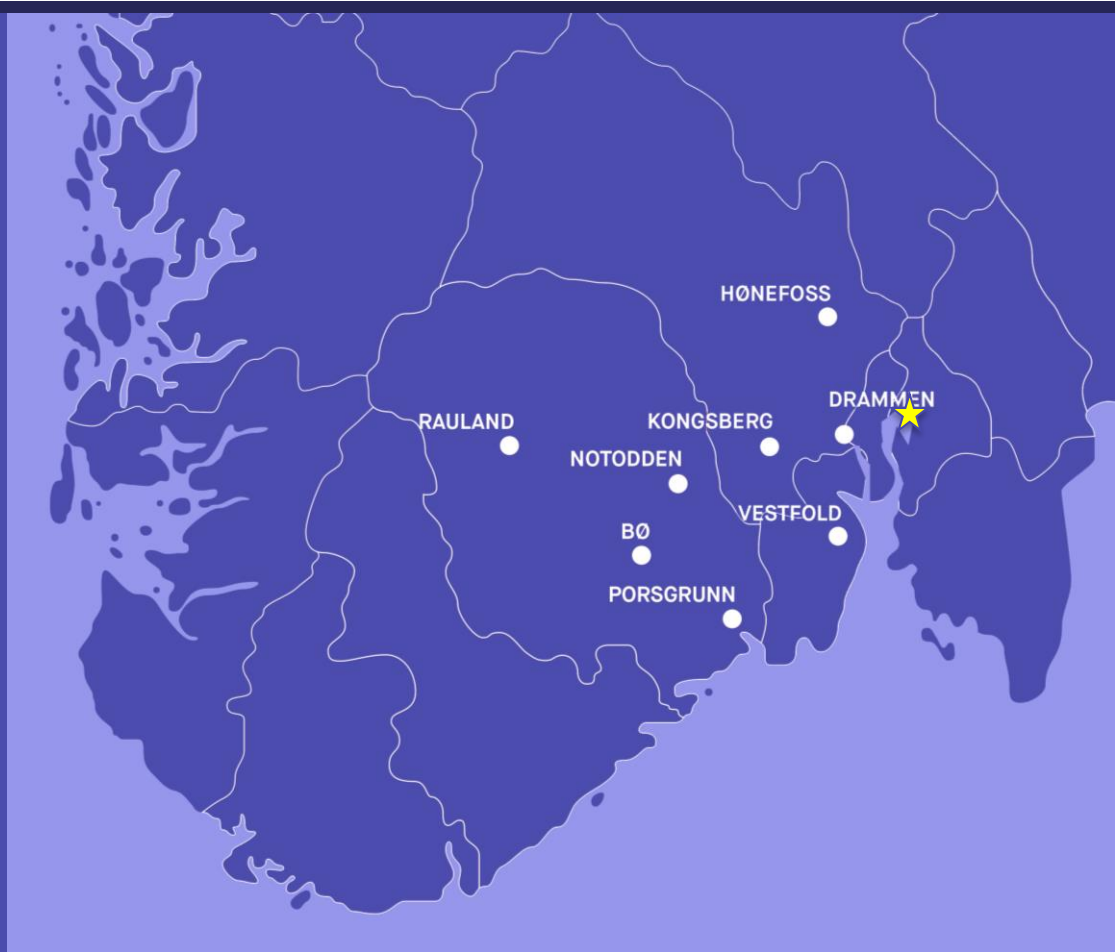 HØNEFOSS
DRAMMEN
RAULAND
KONGSBERG
NOTODDEN
VESTFOLD
BØ
PORSGRUNN